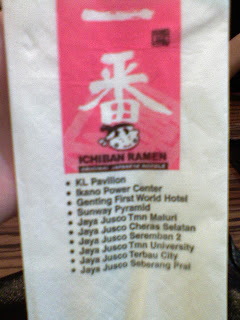 一番
ICHIBAN RAMEN
ORIGINAL JAPANESE NOODLE
• KL Pavilion
• Ikano Power Center
• Genting First World Hotel
• Sunway Pyramid
• Jaya Jusco Tmn Maluri
• Jaya Jusco Cheras Selatan
• Jaya Jusco Seremban 2
• Jaya Jusco Tmn University
• Jaya Jusco Terbau City
• Jaya Jusco Seberang Prai